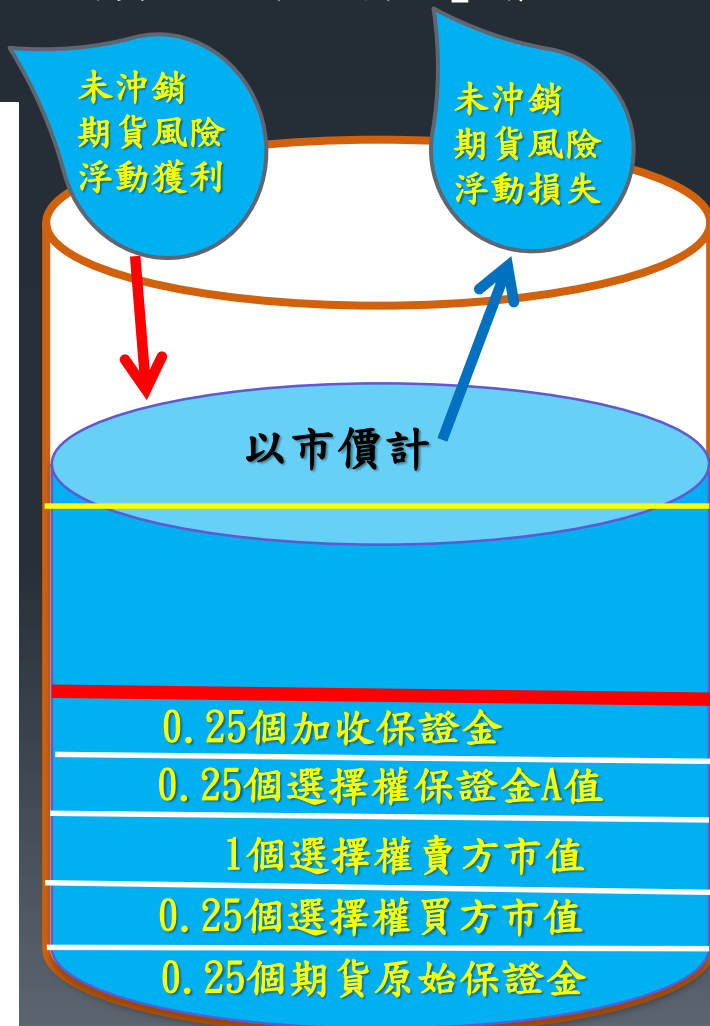 未沖銷
期貨風險
浮動獲利
未沖銷
期貨風險
浮動損失
以市價計
0.25個加收保證金
0.25個選擇權保證金A值
1個選擇權賣方市值
0.25個選擇權買方市值
0.25個期貨原始保證金